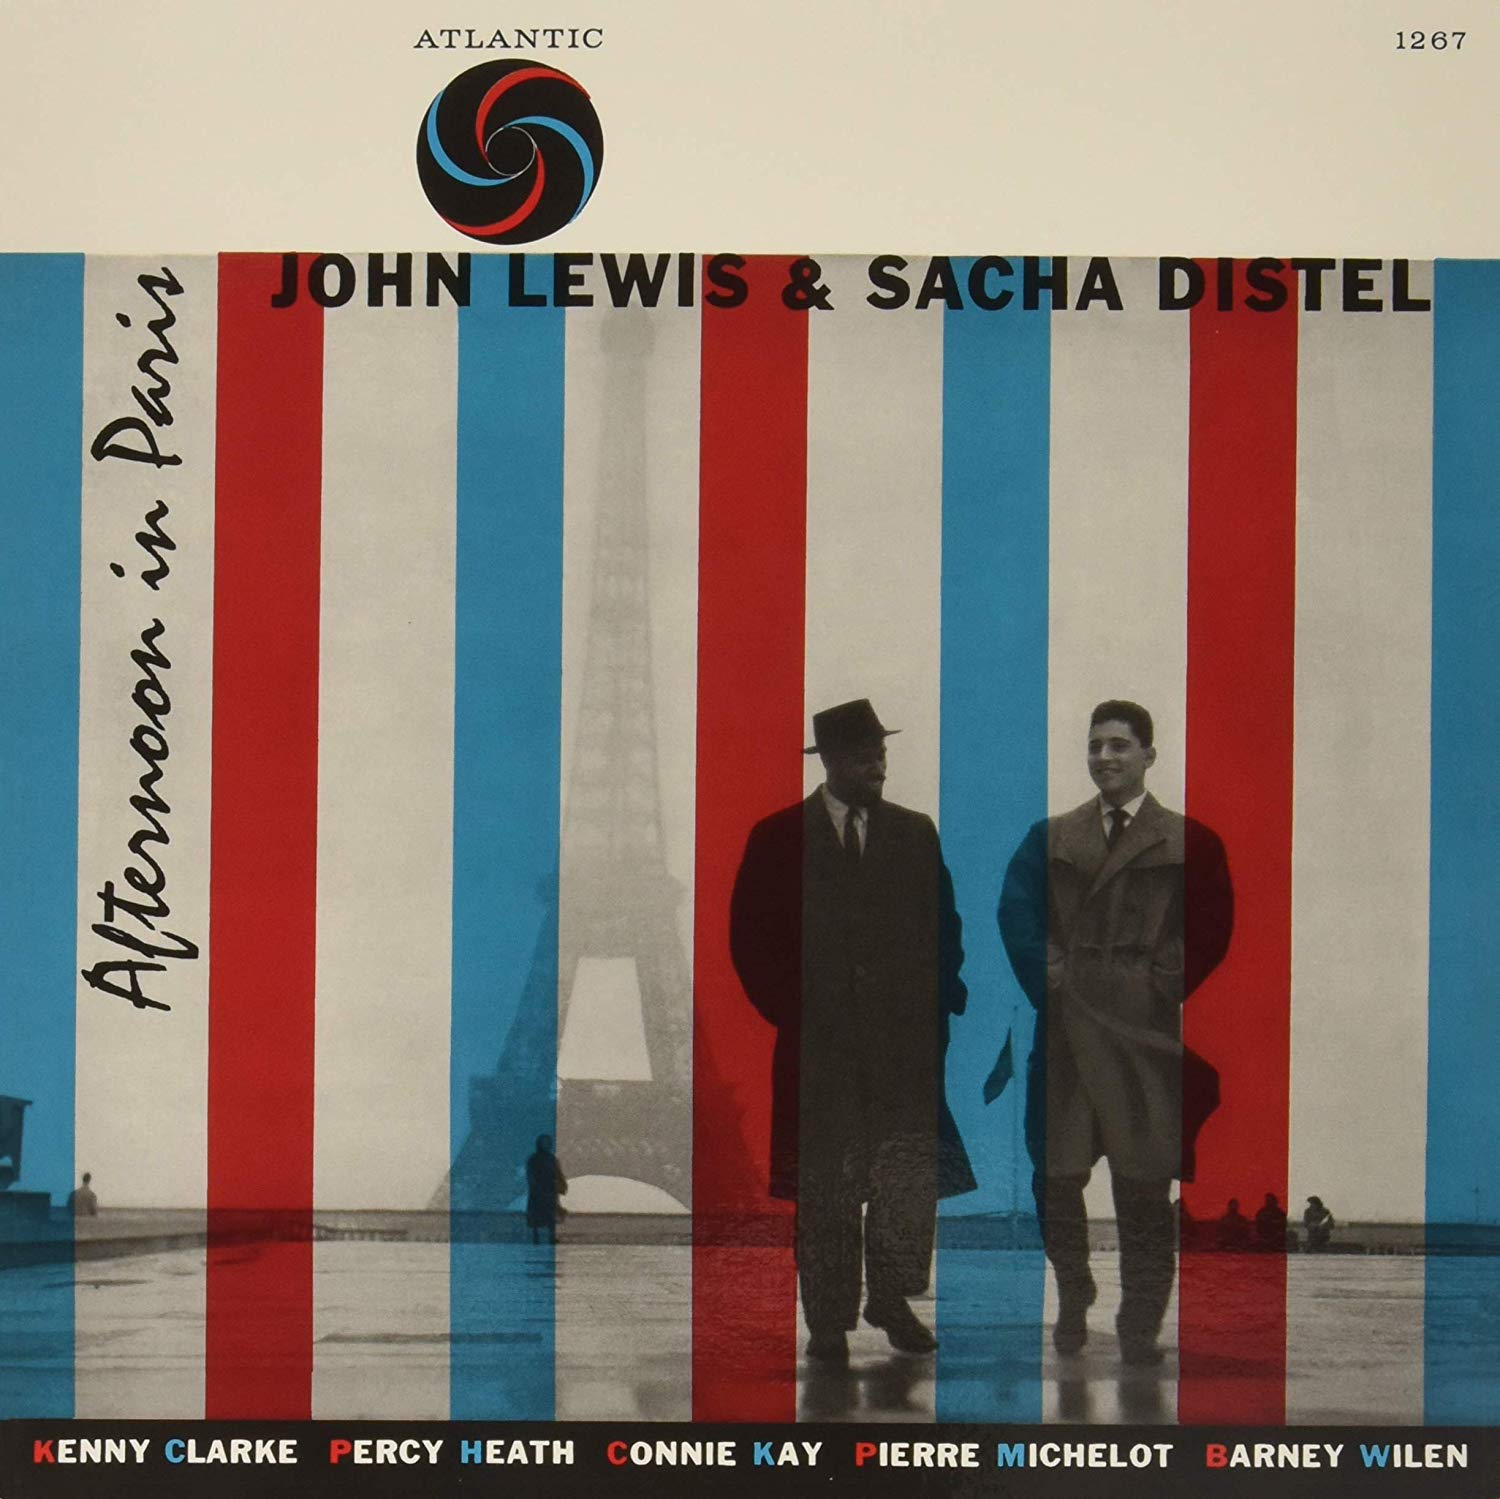 ATLANTIC
1267
JOHN LEWIS & SACHA DISTEL
Afternoon in Paris
KENNY CLARKE PERCY HEATH CONNIE KAY PIERRE MICHELOT BARNEY WILEN